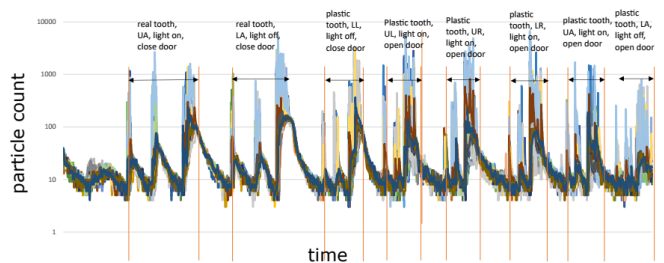 real tooth,
UA, light on,
close door
real tooth,
LA, light off,
close door
plastic
tooth, LL,
light off,
close door
Plastic tooth,
UL, light on,
open door
Plastic
tooth, UR,
light on,
open door
plastic
tooth, LR,
light on,
open door
plastic tooth,
UA, light on,
open door
plastic
tooth, LA,
light off,
open door
10000
1000
100
10
1
particle count
time